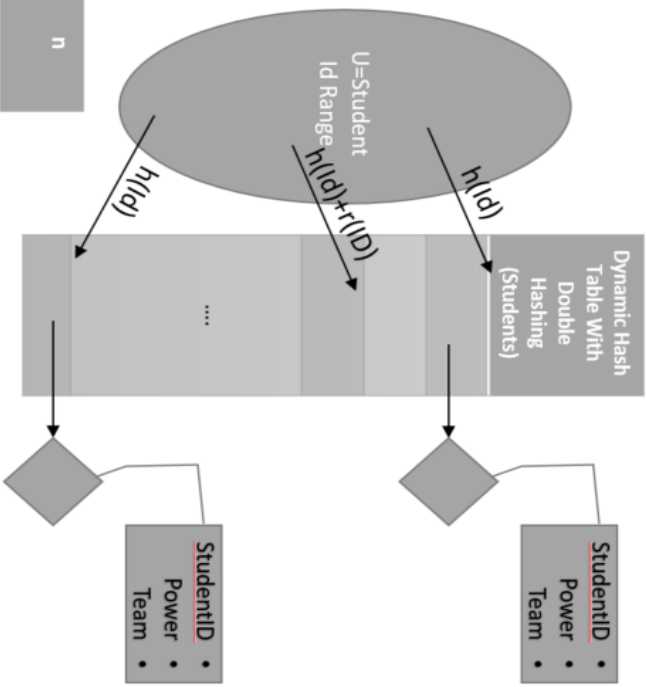 Dynamic Hash
Table With
Double
Hashing
(Students)
U=Student
Id Range
h(Id)
h(Id)+r(ID)
h(Id)
....
StudentID •
Power •
Team •
StudentID •
Power •
Team •
n